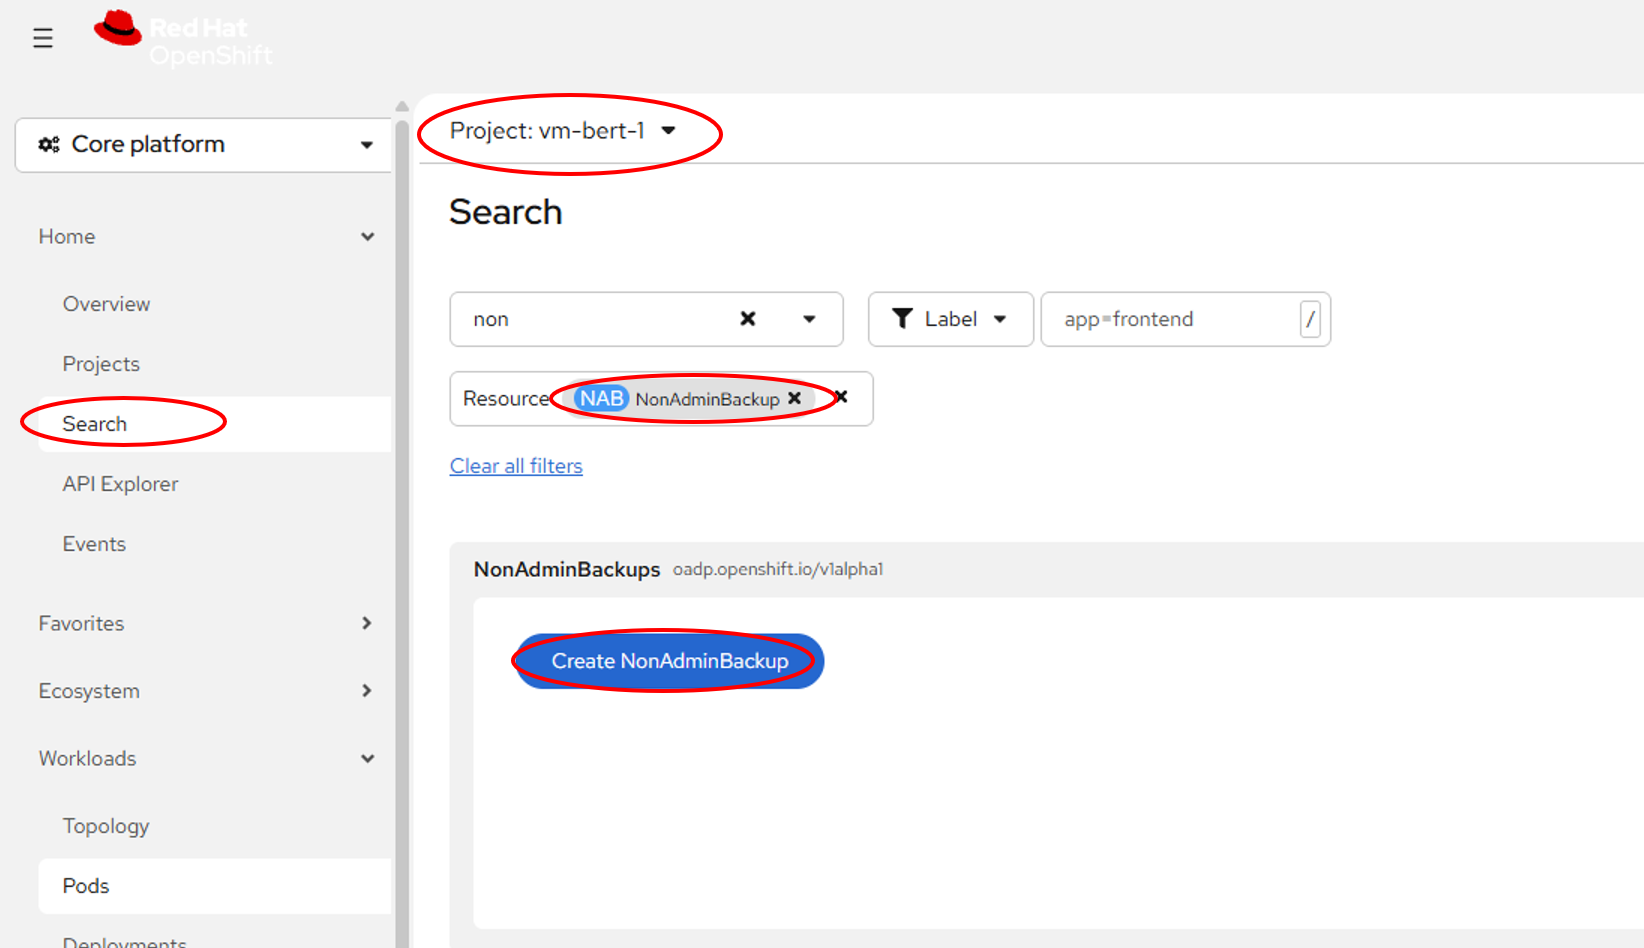 Red Hat
OpenShift
Core platform
Home
Overview
Projects
Search
API Explorer
Events
Favorites
Ecosystem
Workloads
Topology
Pods
Deployments
Project: vm-bert-1
Search
non
Label
app=frontend
/
Resource NAB NonAdminBackup
Clear all filters
NonAdminBackups oadp.openshift.io/v1alpha1
Create NonAdminBackup